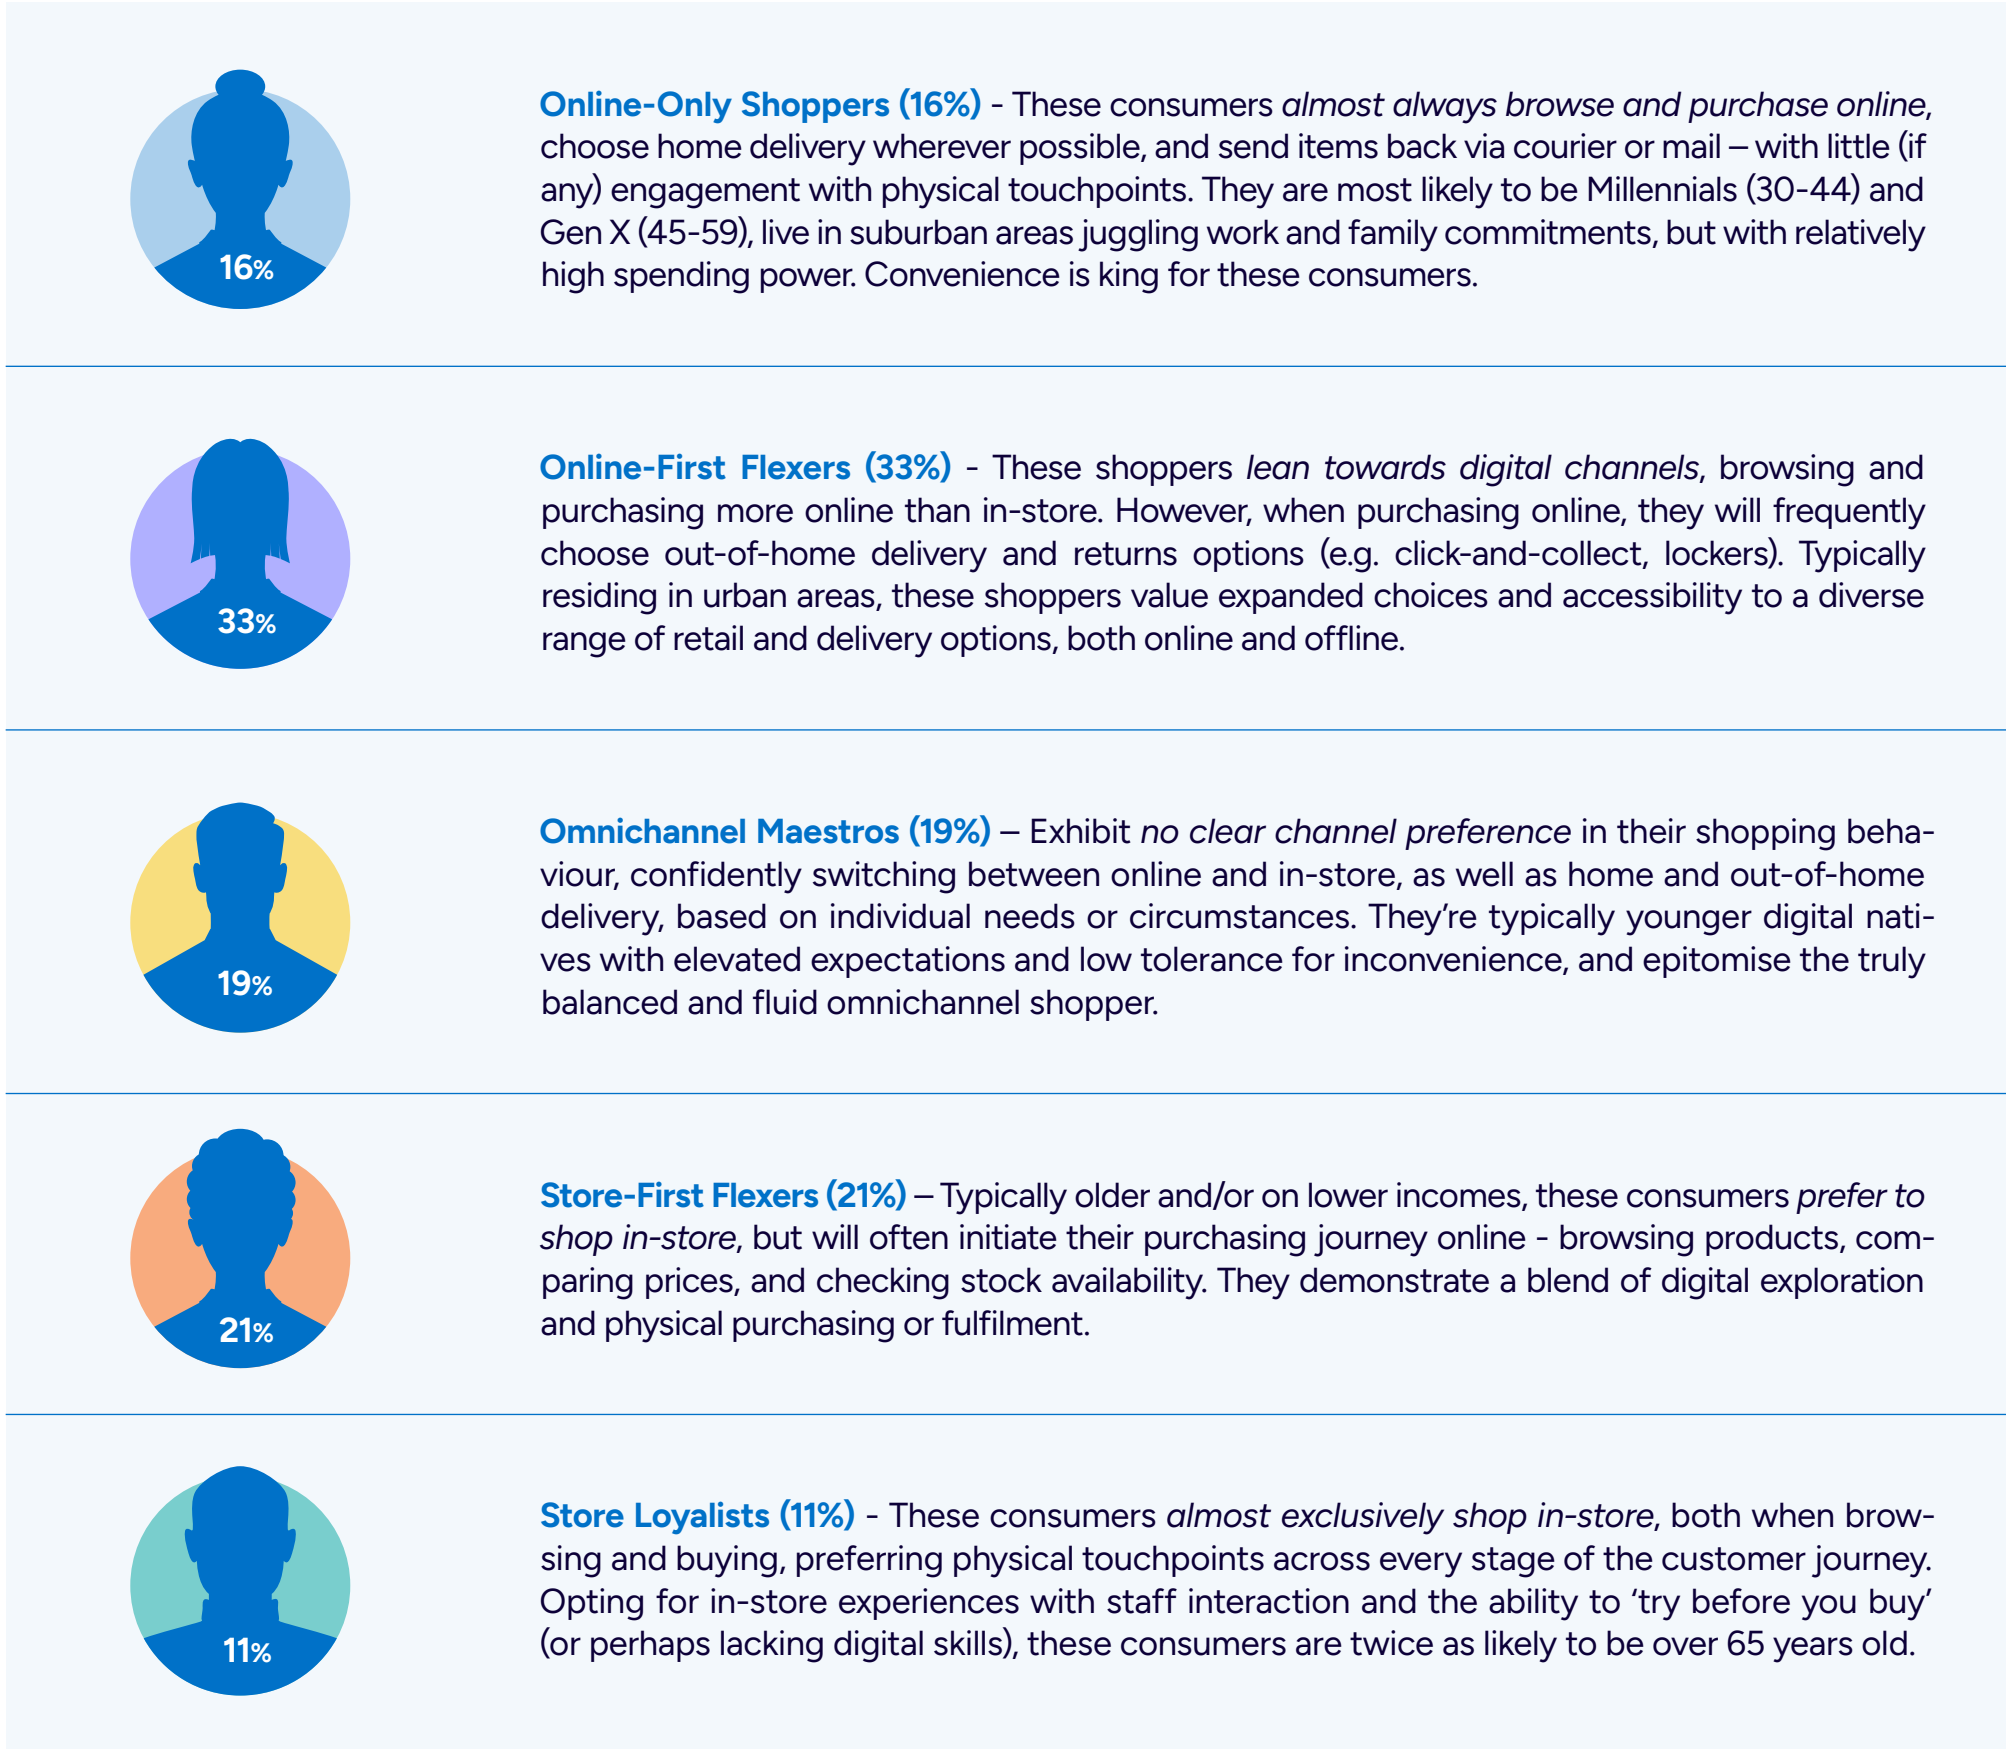 16%
Online-Only Shoppers (16%) - These consumers almost always browse and purchase online,
choose home delivery wherever possible, and send items back via courier or mail – with little (if
any) engagement with physical touchpoints. They are most likely to be Millennials (30-44) and
Gen X (45-59), live in suburban areas juggling work and family commitments, but with relatively
high spending power. Convenience is king for these consumers.
33%
Online-First Flexers (33%) - These shoppers lean towards digital channels, browsing and
purchasing more online than in-store. However, when purchasing online, they will frequently
choose out-of-home delivery and returns options (e.g. click-and-collect, lockers). Typically
residing in urban areas, these shoppers value expanded choices and accessibility to a diverse
range of retail and delivery options, both online and offline.
19%
Omnichannel Maestros (19%) – Exhibit no clear channel preference in their shopping beha-
viour, confidently switching between online and in-store, as well as home and out-of-home
delivery, based on individual needs or circumstances. They’re typically younger digital nati-
ves with elevated expectations and low tolerance for inconvenience, and epitomise the truly
balanced and fluid omnichannel shopper.
21%
Store-First Flexers (21%) – Typically older and/or on lower incomes, these consumers prefer to
shop in-store, but will often initiate their purchasing journey online - browsing products, com-
paring prices, and checking stock availability. They demonstrate a blend of digital exploration
and physical purchasing or fulfilment.
11%
Store Loyalists (11%) - These consumers almost exclusively shop in-store, both when brow-
sing and buying, preferring physical touchpoints across every stage of the customer journey.
Opting for in-store experiences with staff interaction and the ability to ‘try before you buy’
(or perhaps lacking digital skills), these consumers are twice as likely to be over 65 years old.